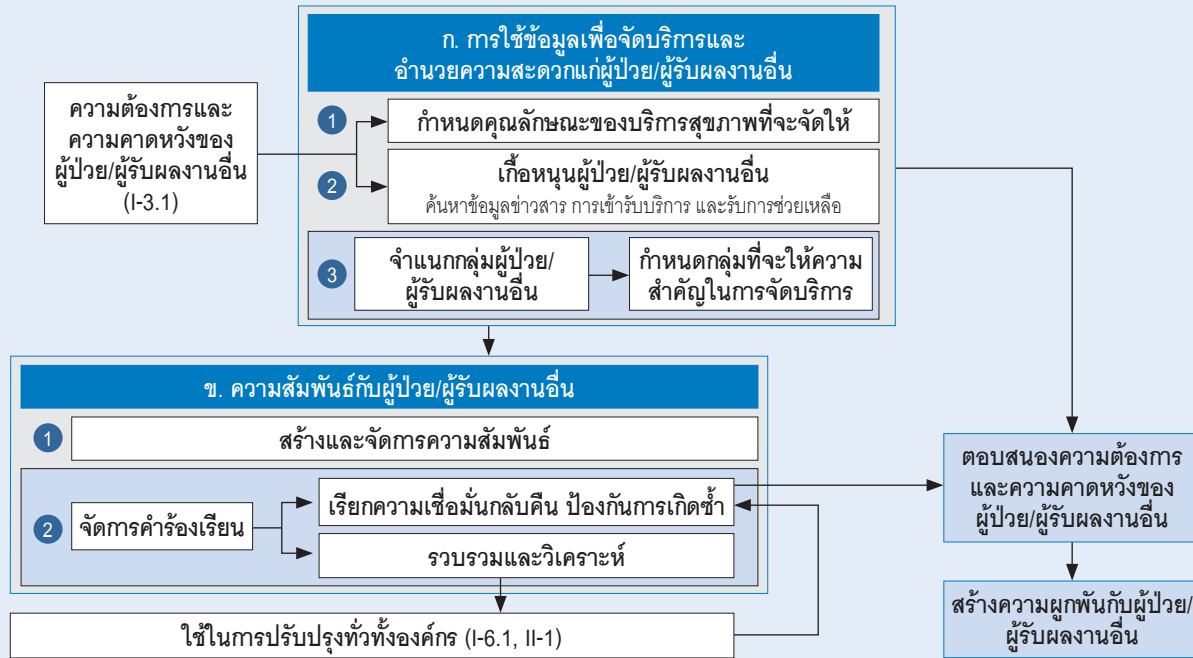 ก. การใช้ข้อมูลเพื่อจัดบริการและ
อำนวยความสะดวกแก่ผู้ป่วย/ผู้รับผลงานอื่น
ความต้องการและ
ความคาดหวังของ
ผู้ป่วย/ผู้รับผลงานอื่น
(I-3.1)
1
กำหนดคุณลักษณะของบริการสุขภาพที่จะจัดให้
2
เกื้อหนุนผู้ป่วย/ผู้รับผลงานอื่น
ค้นหาข้อมูลข่าวสาร การเข้ารับบริการ และรับการช่วยเหลือ
3
จำแนกกลุ่มผู้ป่วย/
ผู้รับผลงานอื่น
กำหนดกลุ่มที่จะให้ความ
สำคัญในการจัดบริการ
ข. ความสัมพันธ์กับผู้ป่วย/ผู้รับผลงานอื่น
1
สร้างและจัดการความสัมพันธ์
2
จัดการคำร้องเรียน
เรียกความเชื่อมั่นกลับคืน ป้องกันการเกิดซ้ำ
รวบรวมและวิเคราะห์
ใช้ในการปรับปรุงทั่วทั้งองค์กร (I-6.1, II-1)
ตอบสนองความต้องการ
และความคาดหวังของ
ผู้ป่วย/ผู้รับผลงานอื่น
สร้างความผูกพันกับผู้ป่วย/
ผู้รับผลงานอื่น